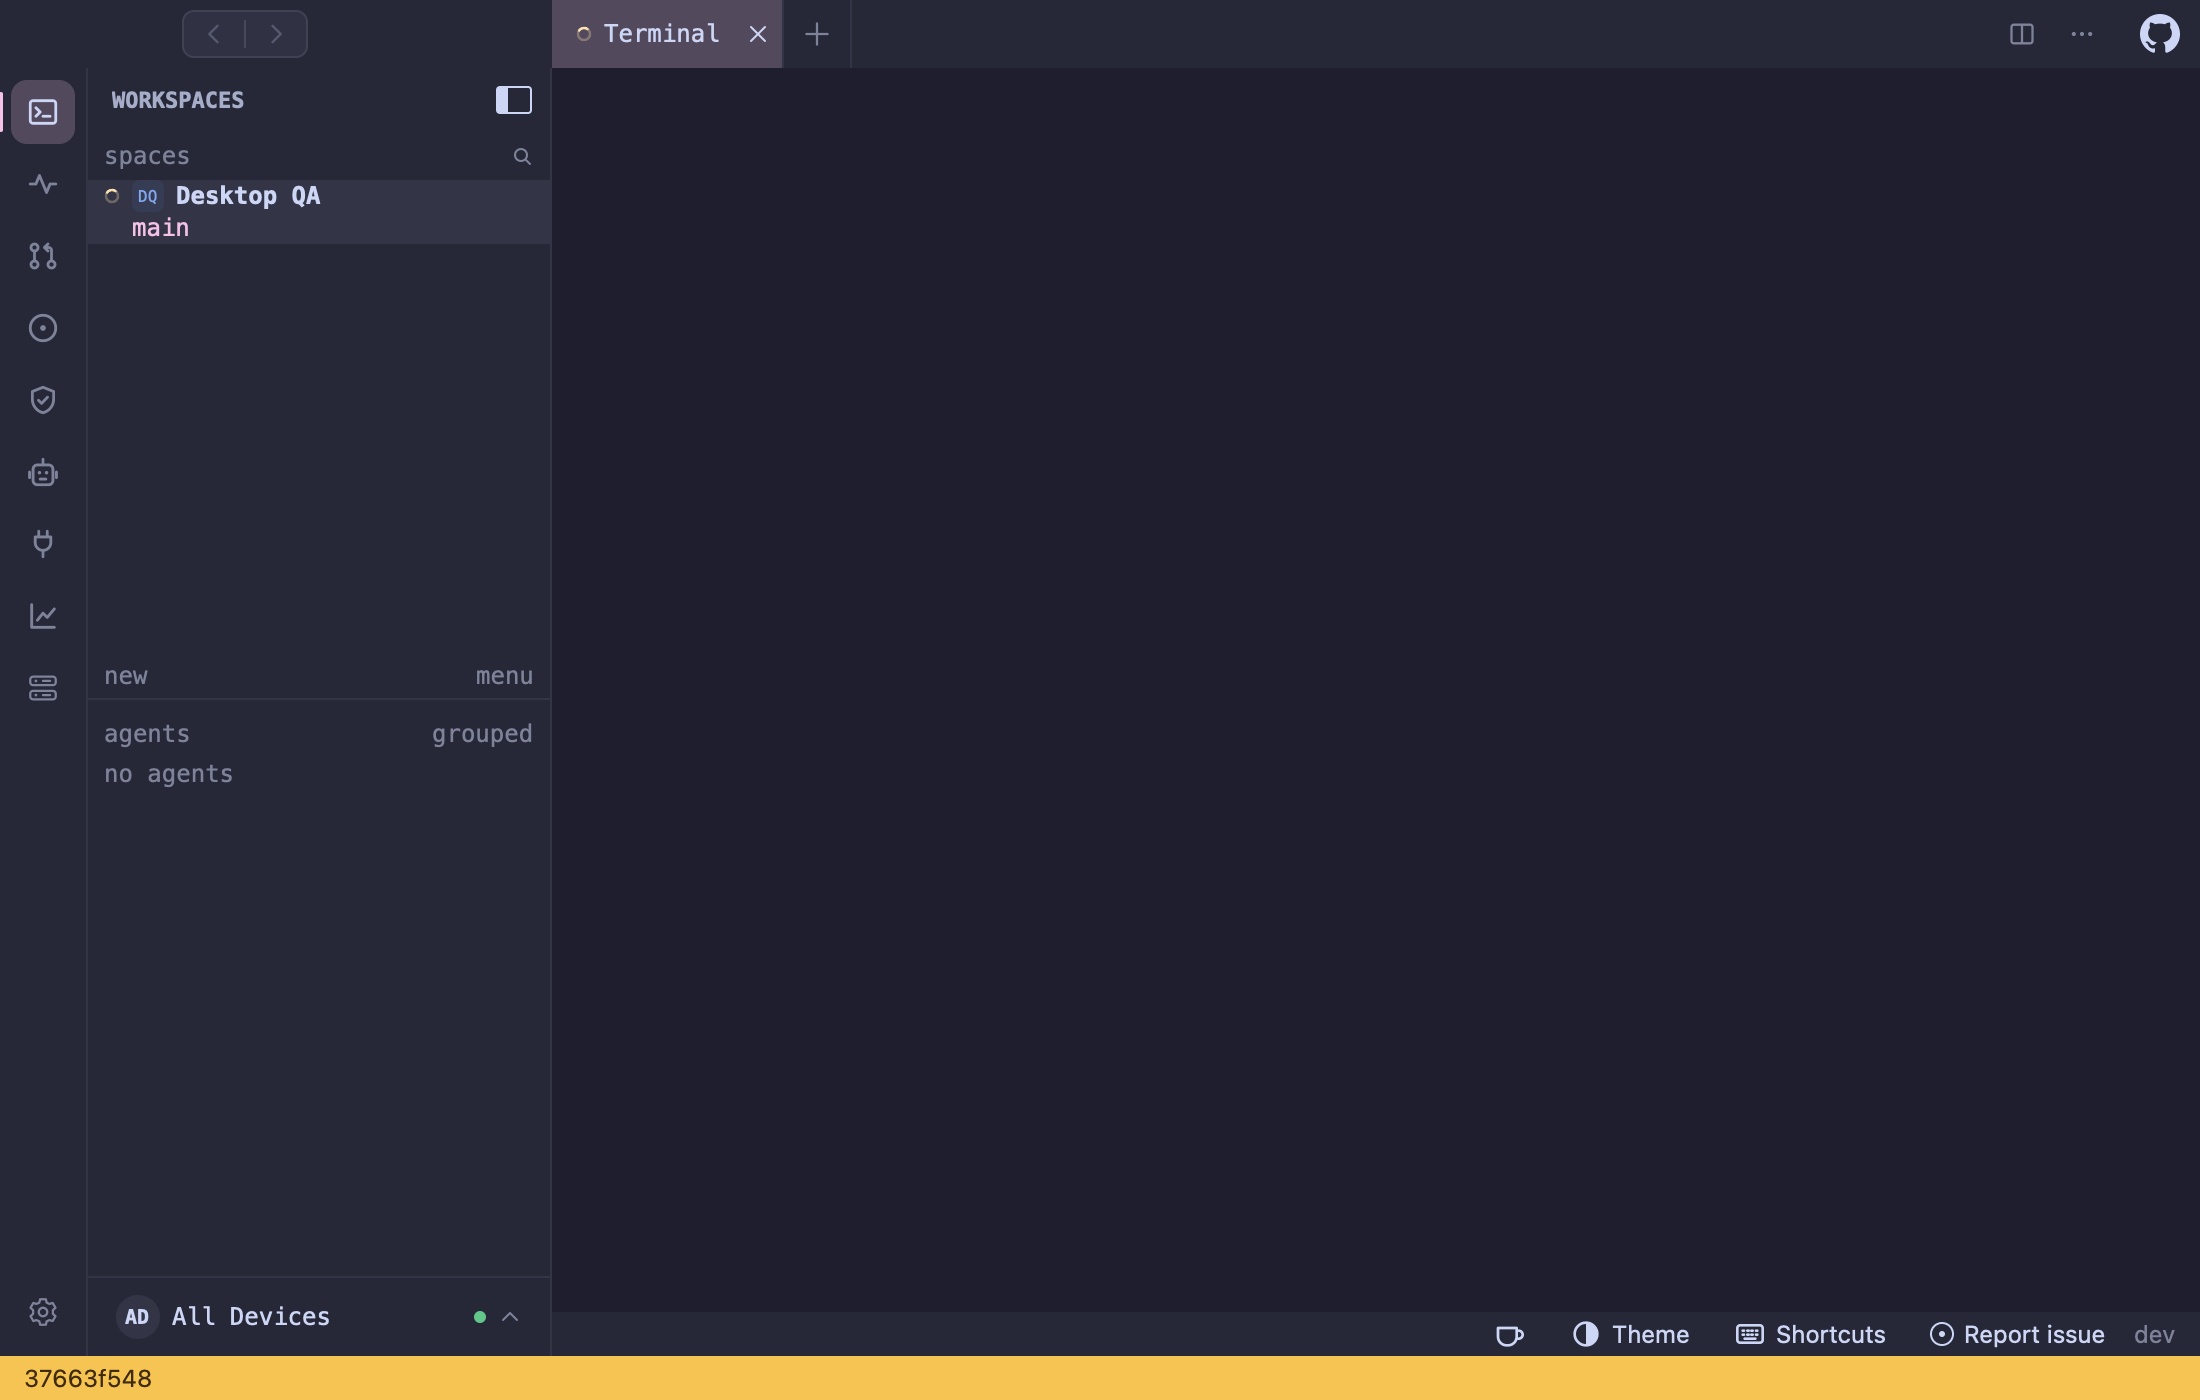 Terminal
WORKSPACES
spaces
DQ Desktop QA
main
new menu
agents grouped
no agents
AD All Devices
Theme Shortcuts Report issue dev
37663f548